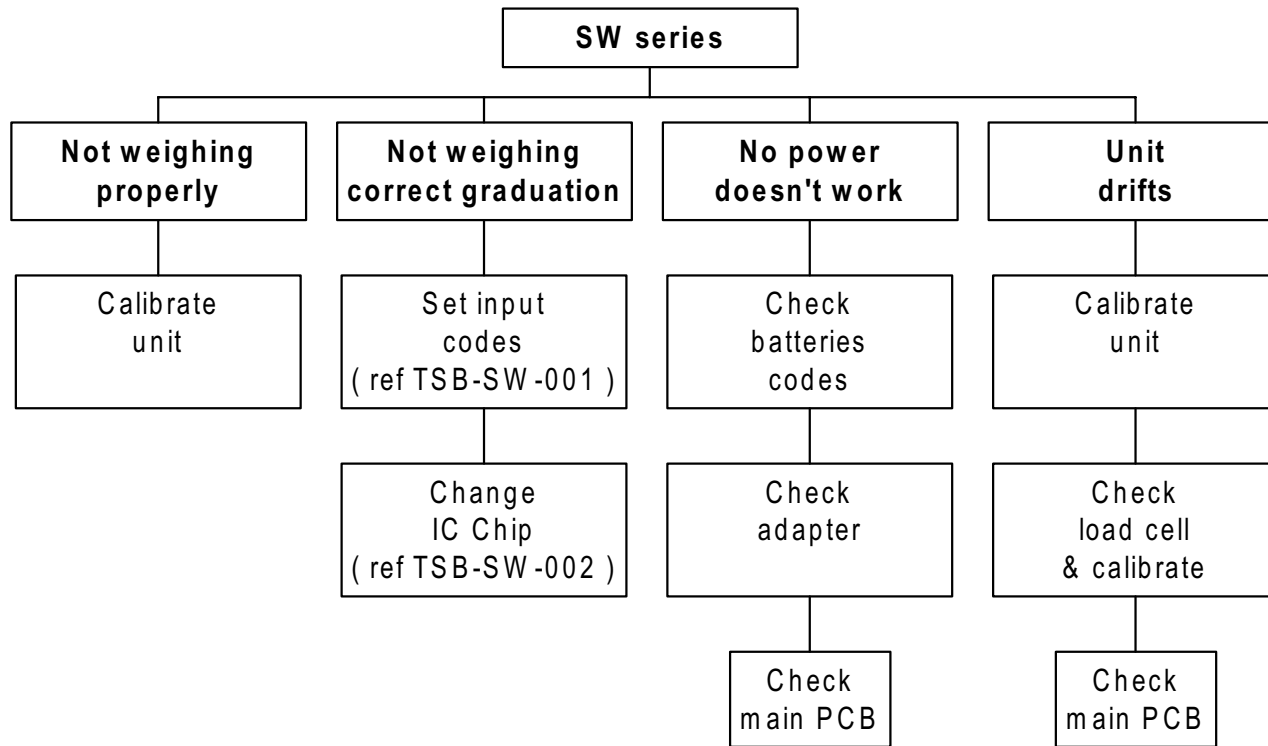 SW series
Not weighing
properly
Not weighing
correct graduation
No power
doesn't work
Unit
drifts
Calibrate
unit
Set input
codes
( ref TSB-SW-001 )
Check
batteries
codes
Calibrate
unit
Change
IC Chip
( ref TSB-SW-002 )
Check
adapter
Check
load cell
& calibrate
Check
main PCB
Check
main PCB